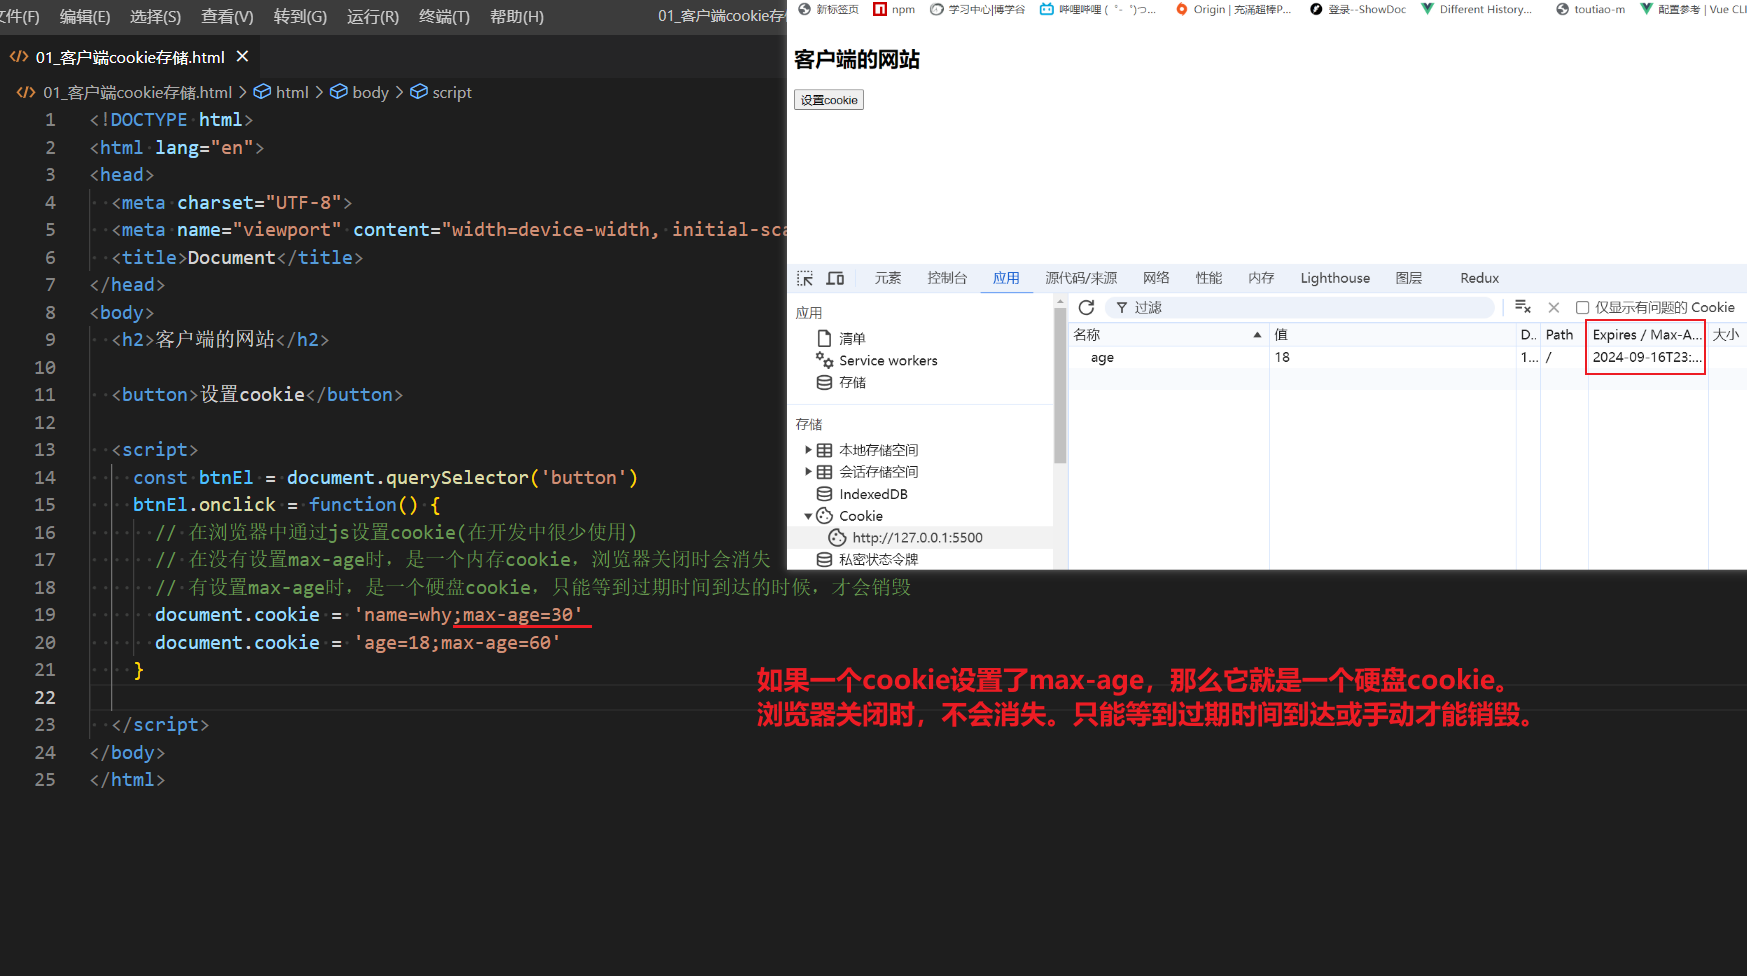 文件(F) 编辑(E) 选择(S) 查看(V) 转到(G) 运行(R) 终端(T) 帮助(H) 01_客户端cookie存
01_客户端cookie存储.html
01_客户端cookie存储.html > html > body > script
1 <!DOCTYPE html>
2 <html lang="en">
3 <head>
4 <meta charset="UTF-8">
5 <meta name="viewport" content="width=device-width, initial-sca
6 <title>Document</title>
7 </head>
8 <body>
9 <h2>客户端的网站</h2>
10
11 <button>设置cookie</button>
12
13 <script>
14 const btnEl = document.querySelector('button')
15 btnEl.onclick = function() {
16 // 在浏览器中通过js设置cookie(在开发中很少使用)
17 // 在没有设置max-age时，是一个内存cookie，浏览器关闭时会消失
18 // 有设置max-age时，是一个硬盘cookie，只能等到过期时间到达的时候，才会销毁
19 document.cookie = 'name=why;max-age=30'
20 document.cookie = 'age=18;max-age=60'
21 }
22
23 </script>
24 </body>
25 </html>
新标签页 npm 学习中心|博学谷 哔哩哔哩 (゜-゜)つ... Origin | 充满超棒P... 登录--ShowDoc Different History... toutiao-m 配置参考 | Vue CLI
客户端的网站
设置cookie
元素 控制台 应用 源代码/来源 网络 性能 内存 Lighthouse 图层 Redux
应用
清单
Service workers
存储
存储
本地存储空间
会话存储空间
IndexedDB
Cookie
http://127.0.0.1:5500
私密状态令牌
过滤 仅显示有问题的 Cookie
名称 值 D.. Path Expires / Max-A... 大小
age 18 1... / 2024-09-16T23:...
如果一个cookie设置了max-age，那么它就是一个硬盘cookie。
浏览器关闭时，不会消失。只能等到过期时间到达或手动才能销毁。